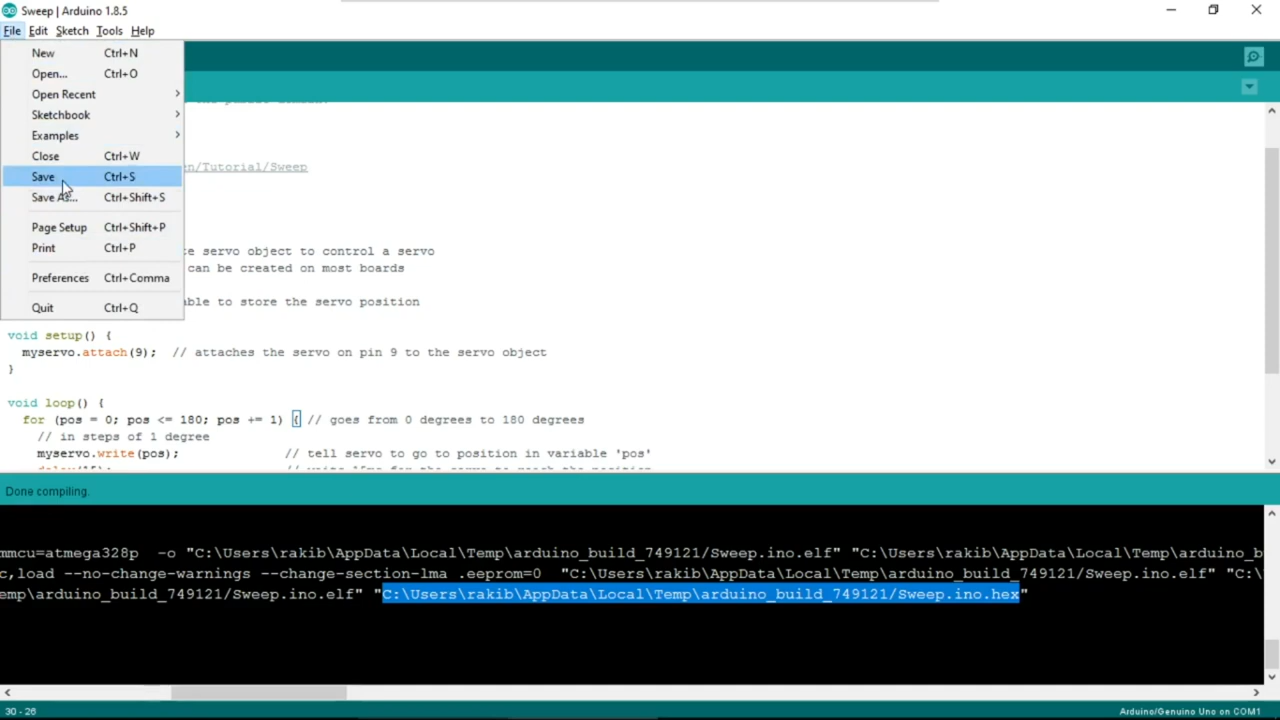 Sweep | Arduino 1.8.5
File Edit Sketch Tools Help
New Ctrl+N
Open... Ctrl+O
Open Recent
Sketchbook
Examples
Close Ctrl+W
Save Ctrl+S
Save As... Ctrl+Shift+S
Page Setup Ctrl+Shift+P
Print Ctrl+P
Preferences Ctrl+Comma
Quit Ctrl+Q
n/Tutorial/Sweep
te servo object to control a servo
can be created on most boards
able to store the servo position
void setup() {
myservo.attach(9); // attaches the servo on pin 9 to the servo object
}
void loop() {
for (pos = 0; pos <= 180; pos += 1) { // goes from 0 degrees to 180 degrees
// in steps of 1 degree
myservo.write(pos); // tell servo to go to position in variable 'pos'
Done compiling.
mmcu=atmega328p -o "C:\Users\rakib\AppData\Local\Temp\arduino_build_749121/Sweep.ino.elf" "C:\Users\rakib\AppData\Local\Temp\arduino_b
c,load --no-change-warnings --change-section-lma .eeprom=0 "C:\Users\rakib\AppData\Local\Temp\arduino_build_749121/Sweep.ino.elf" "C:\
emp\arduino_build_749121/Sweep.ino.elf" "C:\Users\rakib\AppData\Local\Temp\arduino_build_749121/Sweep.ino.hex"
30 - 26
Arduino/Genuino Uno on COM1